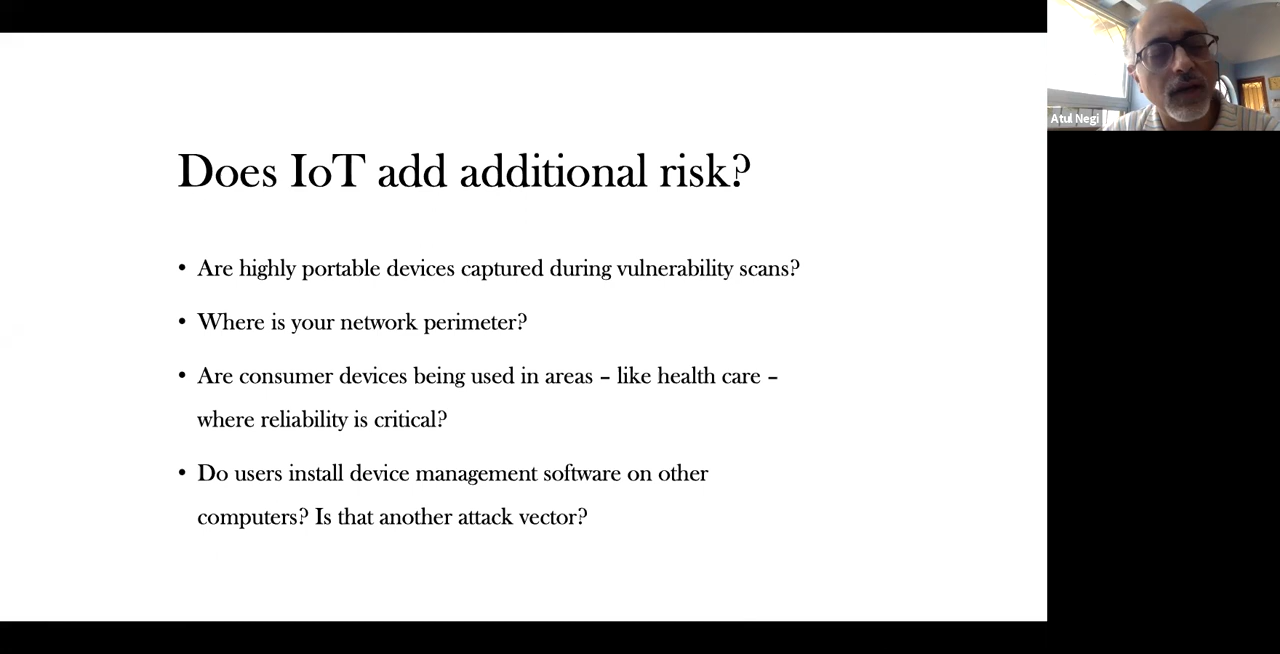 Does IoT add additional risk?
• Are highly portable devices captured during vulnerability scans?
• Where is your network perimeter?
• Are consumer devices being used in areas – like health care –
where reliability is critical?
• Do users install device management software on other
computers? Is that another attack vector?
Atul Negi